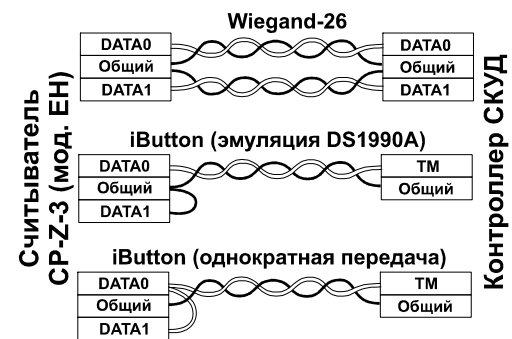 Wiegand-26
DATA0
Общий
DATA1
DATA0
Общий
DATA1
iButton (эмуляция DS1990A)
DATA0
Общий
DATA1
TM
Общий
iButton (однократная передача)
DATA0
Общий
DATA1
TM
Общий
Считыватель
CP-Z-3 (мод. EH)
Контроллер СКУД